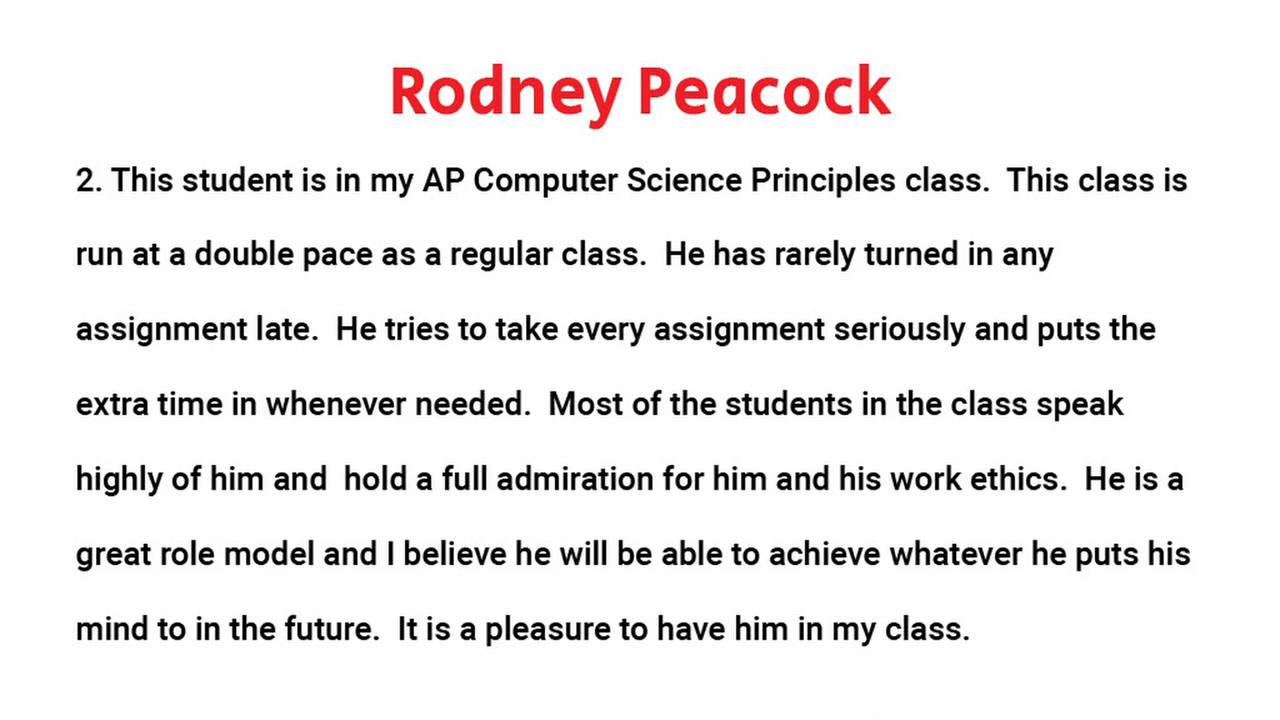 Rodney Peacock
2. This student is in my AP Computer Science Principles class.  This class is
run at a double pace as a regular class.  He has rarely turned in any
assignment late.  He tries to take every assignment seriously and puts the
extra time in whenever needed.  Most of the students in the class speak
highly of him and  hold a full admiration for him and his work ethics.  He is a
great role model and I believe he will be able to achieve whatever he puts his
mind to in the future.  It is a pleasure to have him in my class.